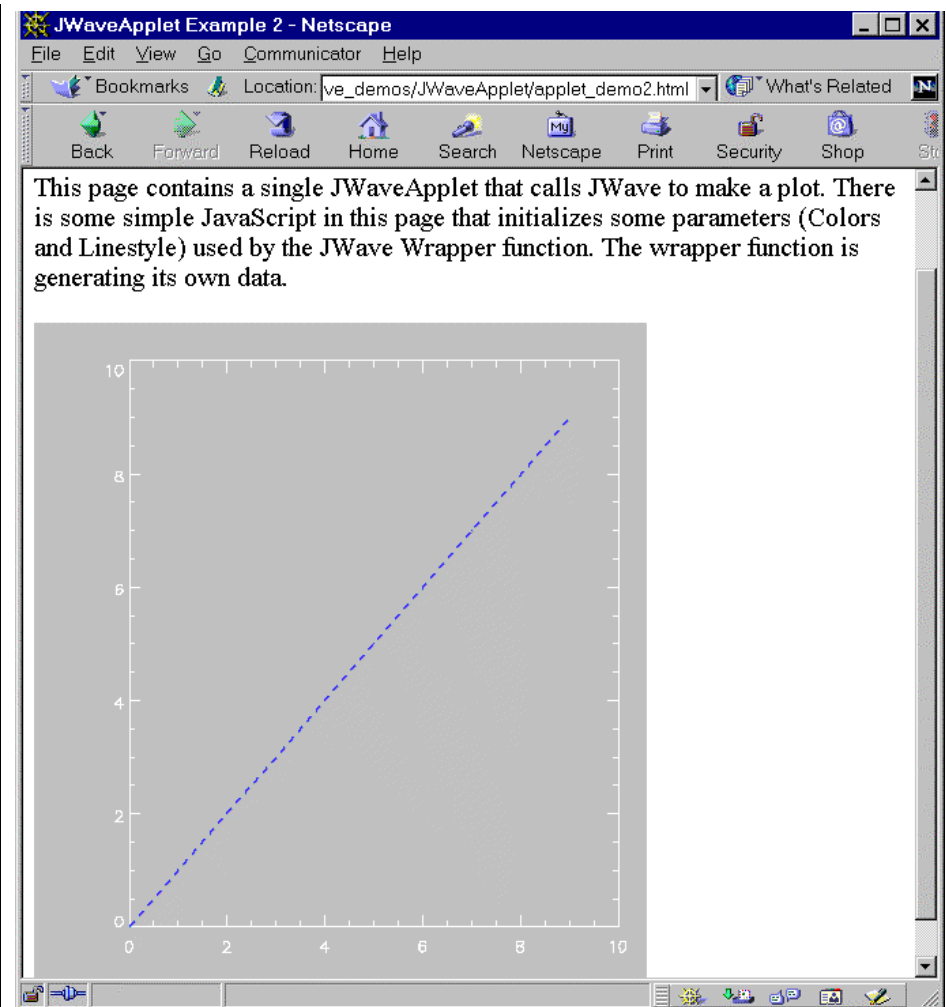 JWaveApplet Example 2 - Netscape
File Edit View Go Communicator Help
Bookmarks Location: ve_demos/JWaveApplet/applet_demo2.html What's Related N
Back Forward Reload Home Search Netscape Print Security Shop
My
This page contains a single JWaveApplet that calls JWave to make a plot. There
is some simple JavaScript in this page that initializes some parameters (Colors
and Linestyle) used by the JWave Wrapper function. The wrapper function is
generating its own data.
10
8
6
4
2
0
0 2 4 6 8 10